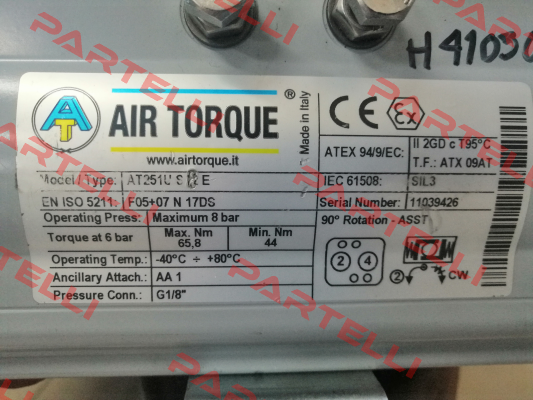 H 4103
AIR TORQUE ®
www.airtorque.it
Made in Italy
CE Ex
ATEX 94/9/EC: II 2GD c T95°C
T.F.: ATX 09AT
Model / Type: AT251U S E
IEC 61508: SIL3
EN ISO 5211: F05+07 N 17DS
Serial Number: 11039426
Operating Press: Maximum 8 bar
90° Rotation - ASST
Torque at 6 bar Max. Nm 65,8 Min. Nm 44
Operating Temp.: -40°C ÷ +80°C
2 4 2 CW
Ancillary Attach.: AA 1
Pressure Conn.: G1/8"
PARTELLI